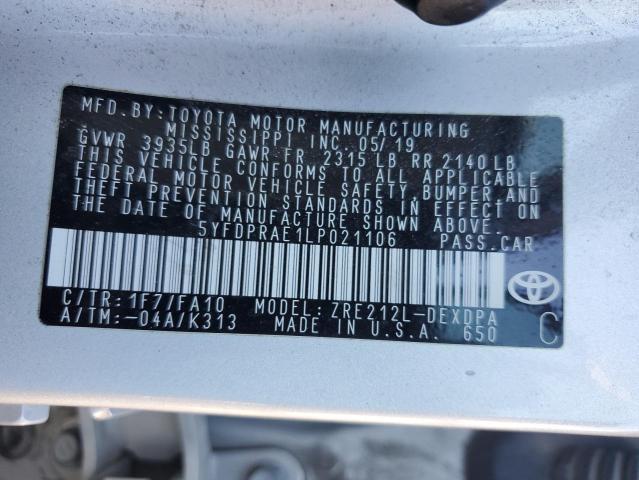 MFD.BY:TOYOTA MOTOR MANUFACTURING
MISSISSIPPI, INC. 05/19
GVWR 3935LB GAWR FR 2315 LB RR 2140 LB
THIS VEHICLE CONFORMS TO ALL APPLICABLE
FEDERAL MOTOR VEHICLE SAFETY, BUMPER, AND
THEFT PREVENTION STANDARDS IN EFFECT ON
THE DATE OF MANUFACTURE SHOWN ABOVE.
5YFDPRAE1LP021106 PASS.CAR
C/TR:1F7/FA10 MODEL: ZRE212L-DEXDPA
A/TM:-04A/K313 MADE IN U.S.A. 650
C